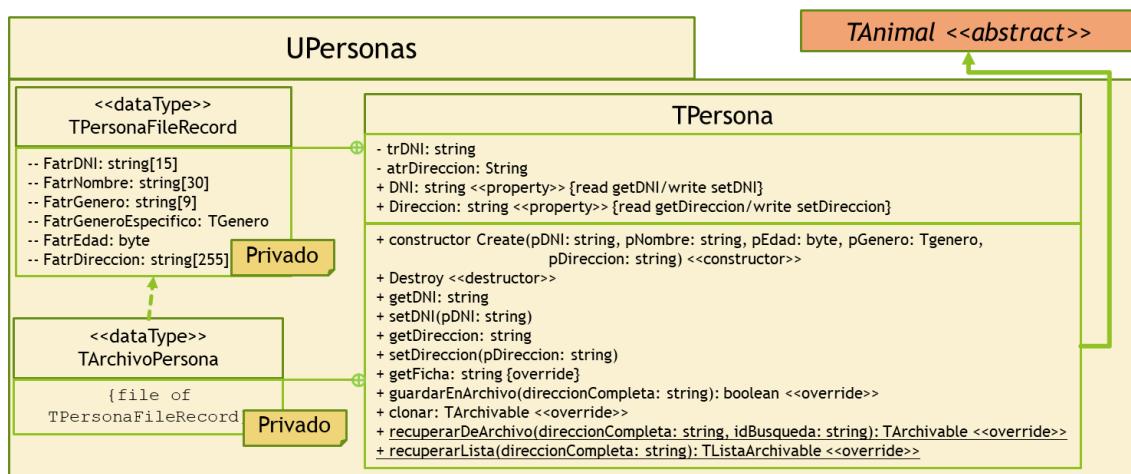 UPersonas
TAnimal <<abstract>>
<<dataType>>
TPersonaFileRecord
-- FatrDNI: string[15]
-- FatrNombre: string[30]
-- FatrGenero: string[9]
-- FatrGeneroEspecifico: TGenero
-- FatrEdad: byte
-- FatrDireccion: string[255]
Privado
<<dataType>>
TArchivoPersona
{file of
TPersonaFileRecord
Privado
TPersona
- trDNI: string
- atrDireccion: String
+ DNI: string <<property>> {read getDNI/write setDNI}
+ Direccion: string <<property>> {read getDireccion/write setDireccion}
+ constructor Create(pDNI: string, pNombre: string, pEdad: byte, pGenero: Tgenero,
pDireccion: string) <<constructor>>
+ Destroy <<destructor>>
+ getDNI: string
+ setDNI(pDNI: string)
+ getDireccion: string
+ setDireccion(pDireccion: string)
+ getFicha: string {override}
+ guardarEnArchivo(direccionCompleta: string): boolean <<override>>
+ clonar: TArchivable <<override>>
+ recuperarDeArchivo(direccionCompleta: string, idBusqueda: string): TArchivable <<override>>
+ recuperarLista(direccionCompleta: string): TListaArchivable <<override>>